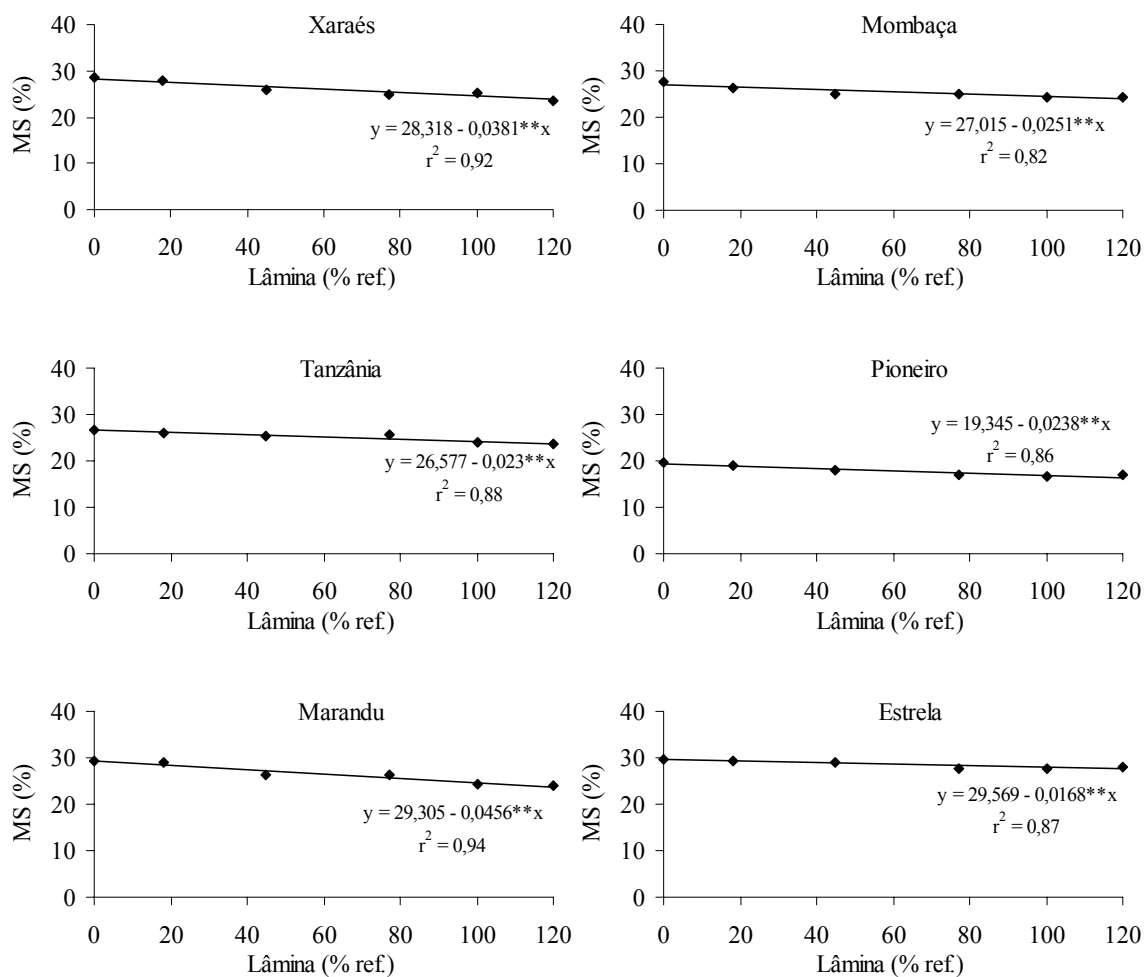 Xaraés
MS (%)
40
30
20
10
0
y = 28,318 - 0,0381**x
r² = 0,92
0 20 40 60 80 100 120
Lâmina (% ref.)
Mombaça
MS (%)
40
30
20
10
0
y = 27,015 - 0,0251**x
r² = 0,82
0 20 40 60 80 100 120
Lâmina (% ref.)
Tanzânia
MS (%)
40
30
20
10
0
y = 26,577 - 0,023**x
r² = 0,88
0 20 40 60 80 100 120
Lâmina (% ref.)
Pioneiro
MS (%)
40
30
20
10
0
y = 19,345 - 0,0238**x
r² = 0,86
0 20 40 60 80 100 120
Lâmina (% ref.)
Marandu
MS (%)
40
30
20
10
0
y = 29,305 - 0,0456**x
r² = 0,94
0 20 40 60 80 100 120
Lâmina (% ref.)
Estrela
MS (%)
40
30
20
10
0
y = 29,569 - 0,0168**x
r² = 0,87
0 20 40 60 80 100 120
Lâmina (% ref.)